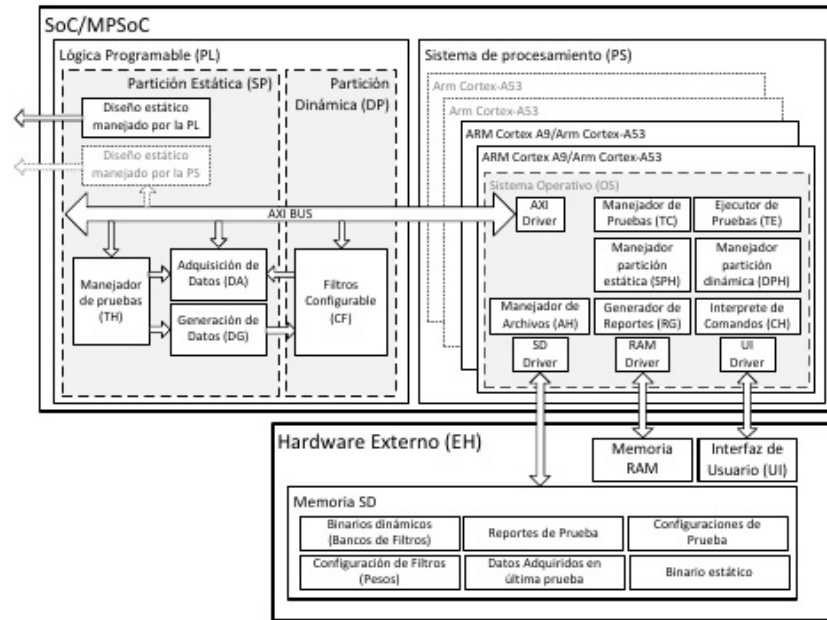 SoC/MPSoC
Lògica Programable (PL)
Partición Estática (SP)
Diseño estático
manejado por la PL
Diseño estático
manejado por la PS
Partición
Dinámica (DP)
AXI BUS
Manejador
de pruebas
(TH)
Adquisición de
Datos (DA)
Generación de
Datos (DG)
Filtros
Configurable
(CF)
Sistema de procesamiento (PS)
Arm Cortex-A53
Arm Cortex-A53
ARM Cortex A9/Arm Cortex-A53
ARM Cortex A9/Arm Cortex-A53
Sistema Operativo (OS)
AXI
Driver
Manejador de
Pruebas (TC)
Ejecutor de
Pruebas (TE)
Manejador
partición
estática (SPH)
Manejador
partición
dinámica (DPH)
Manejador de
Archivos (AH)
Generador de
Reportes (RG)
Interprete de
Comandos (CH)
SD
Driver
RAM
Driver
UI
Driver
Hardware Externo (EH)
Memoria
RAM
Interfaz de
Usuario (UI)
Memoria SD
Binarios dinámicos
(Bancos de Filtros)
Reportes de Prueba
Configuraciones de
Prueba
Configuración de Filtros
(Pesos)
Datos Adquiridos en
última prueba
Binario estático